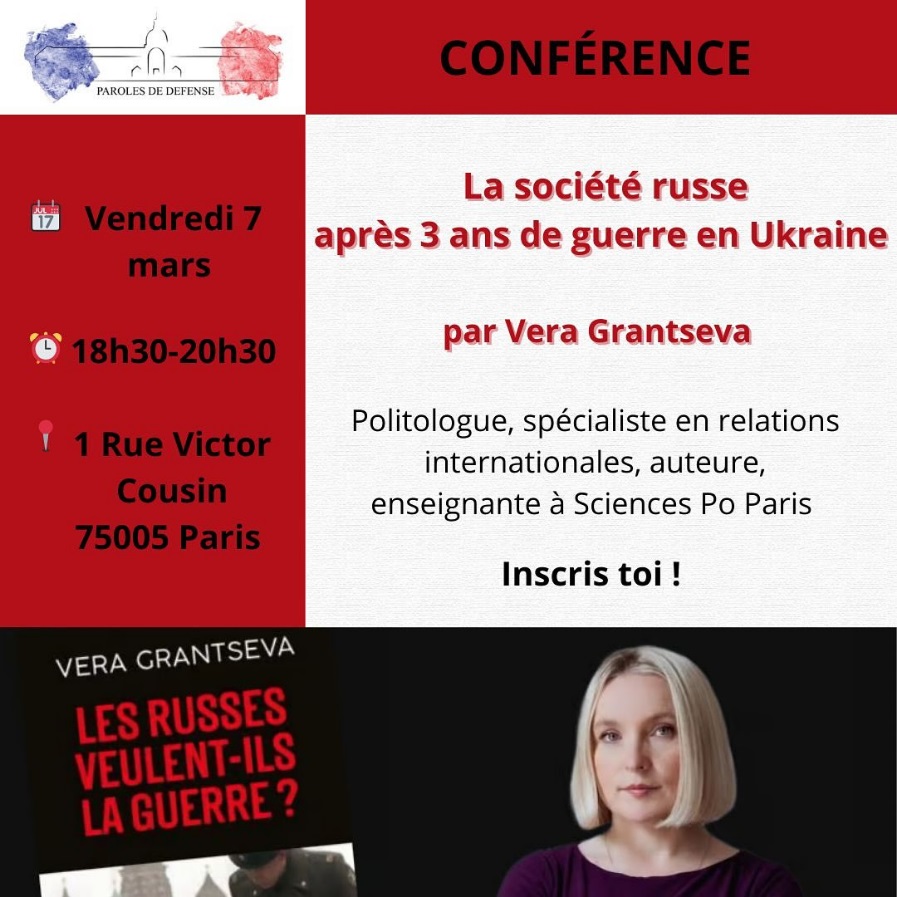 PAROLES DE DEFENSE
CONFÉRENCE
JUL
17
Vendredi 7
mars
18h30-20h30
1 Rue Victor
Cousin
75005 Paris
La société russe
après 3 ans de guerre en Ukraine
par Vera Grantseva
Politologue, spécialiste en relations
internationales, auteure,
enseignante à Sciences Po Paris
Inscris toi !
VERA GRANTSEVA
LES RUSSES
VEULENT-ILS
LA GUERRE ?